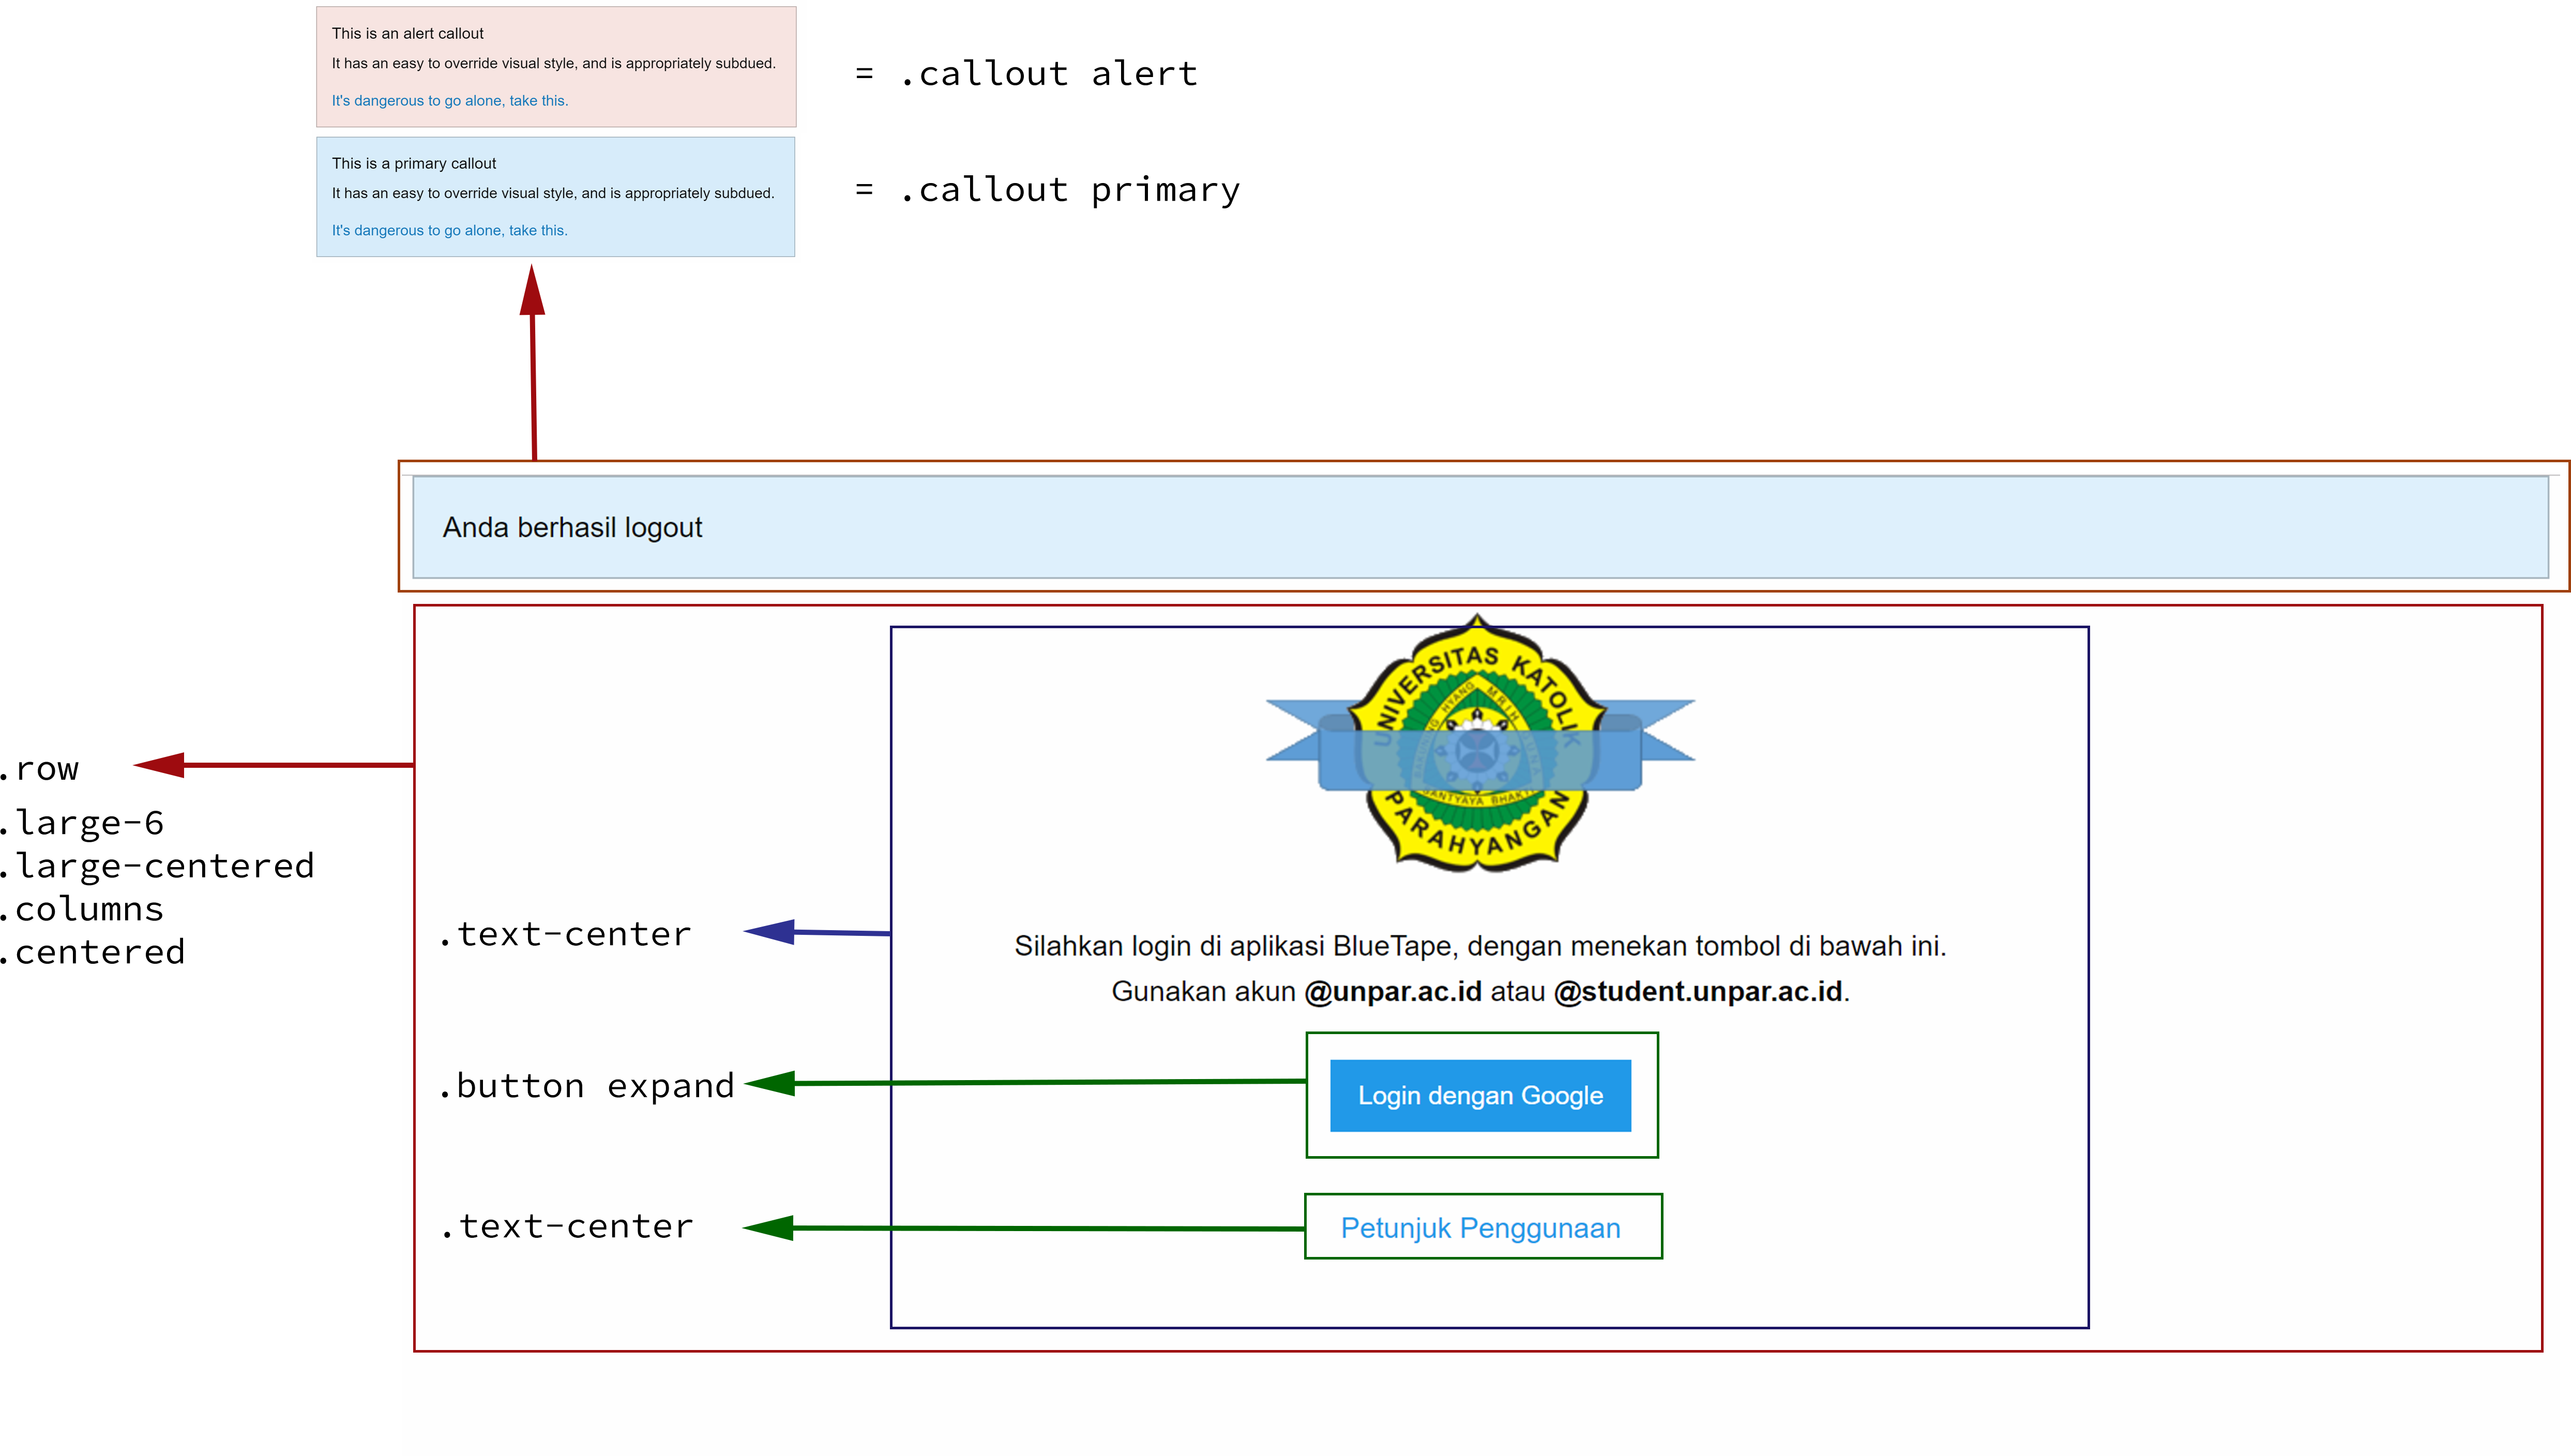 This is an alert callout
It has an easy to override visual style, and is appropriately subdued.
It's dangerous to go alone, take this.
= .callout alert
This is a primary callout
It has an easy to override visual style, and is appropriately subdued.
It's dangerous to go alone, take this.
= .callout primary
Anda berhasil logout
.row
.large-6
.large-centered
.columns
.centered
UNIVERSITAS KATOLIK
PARAHYANGAN
.text-center
Silahkan login di aplikasi BlueTape, dengan menekan tombol di bawah ini.
Gunakan akun @unpar.ac.id atau @student.unpar.ac.id.
.button expand
Login dengan Google
.text-center
Petunjuk Penggunaan